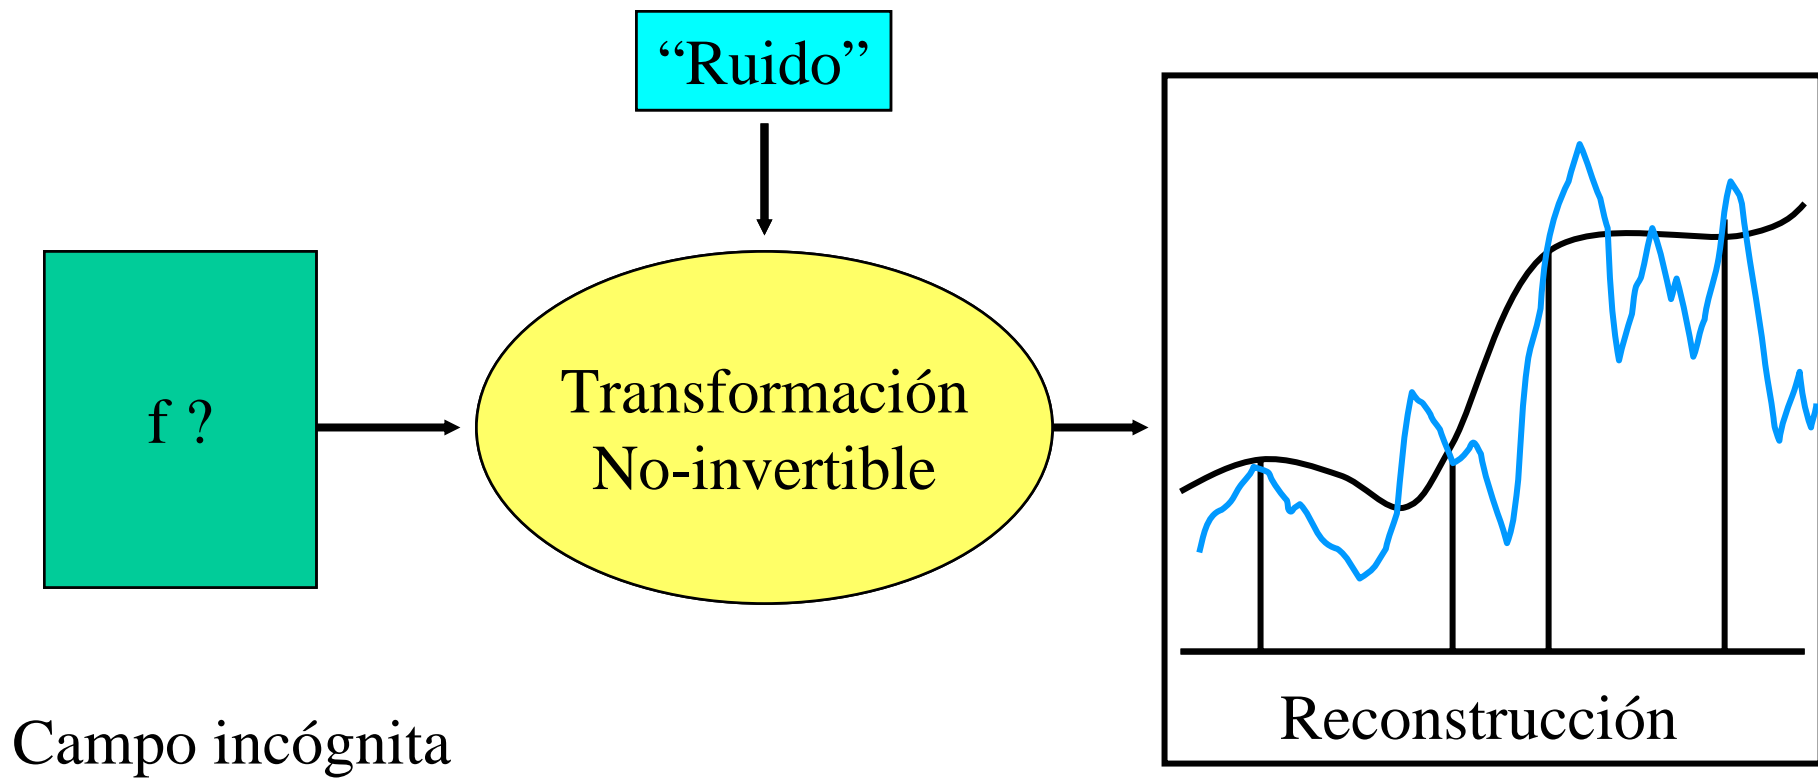 “Ruido”
f ?
Transformación
No-invertible
Reconstrucción
Campo incógnita